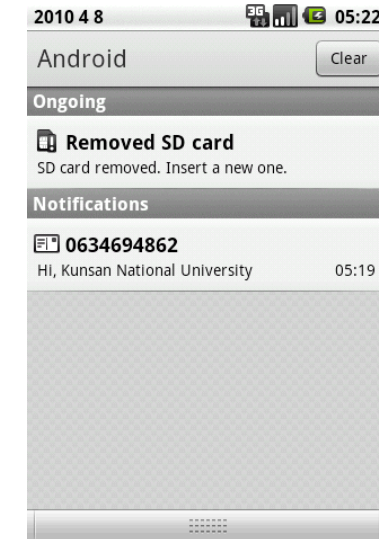 2010 4 8 3G 05:22
Android Clear
Ongoing
Removed SD card
SD card removed. Insert a new one.
Notifications
0634694862
Hi, Kunsan National University 05:19